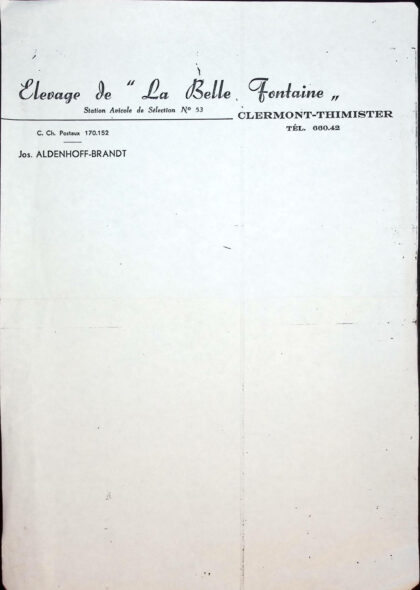 Elevage de “ La Belle Fontaine „
Station Avicole de Sélection Nº 53
CLERMONT-THIMISTER
TÉL. 660.42
C. Ch. Postaux 170.152
Jos. ALDENHOFF-BRANDT